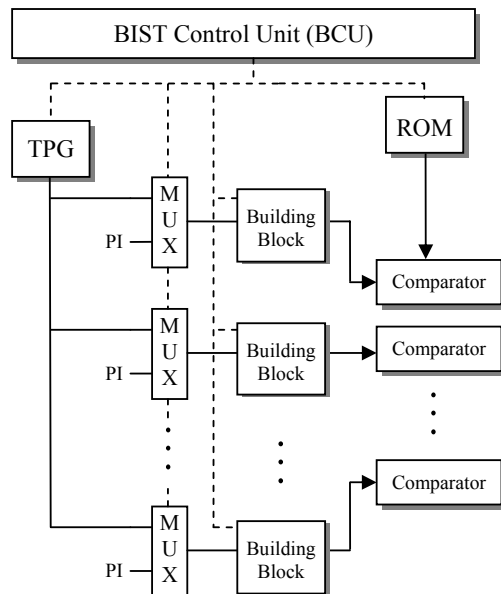 BIST Control Unit (BCU)
TPG
ROM
M
U
X
PI
Building
Block
Comparator
M
U
X
PI
Building
Block
Comparator
M
U
X
PI
Building
Block
Comparator